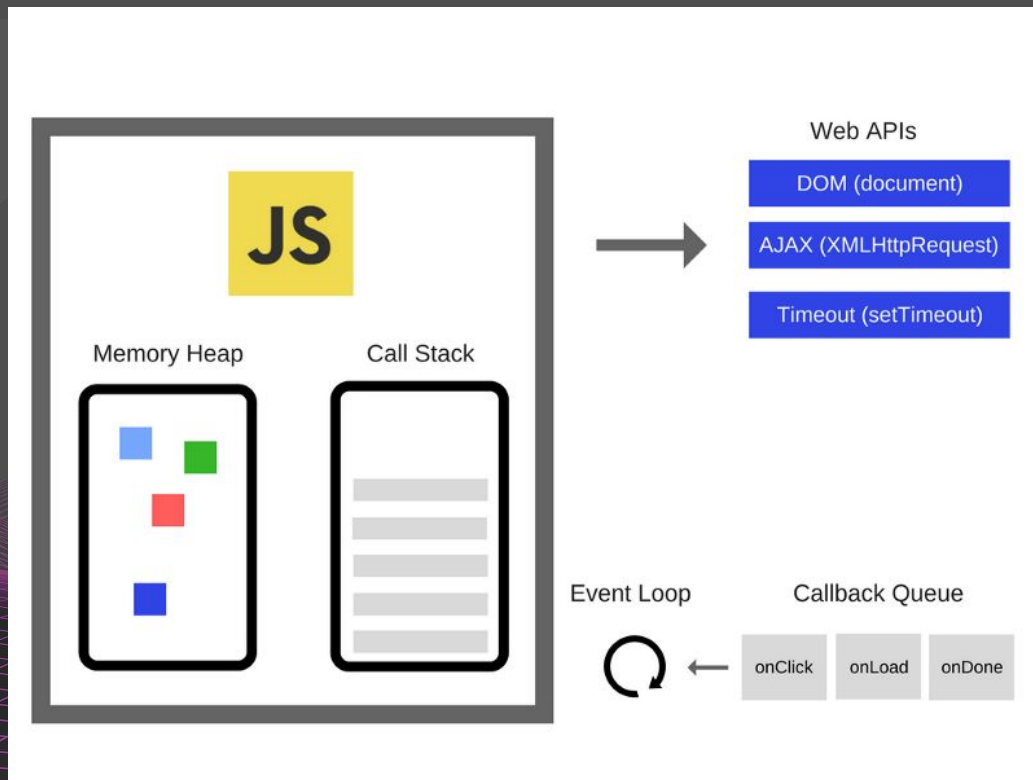 Web APIs
DOM (document)
JS
AJAX (XMLHttpRequest)
Timeout (setTimeout)
Memory Heap
Call Stack
Event Loop
Callback Queue
onClick
onLoad
onDone